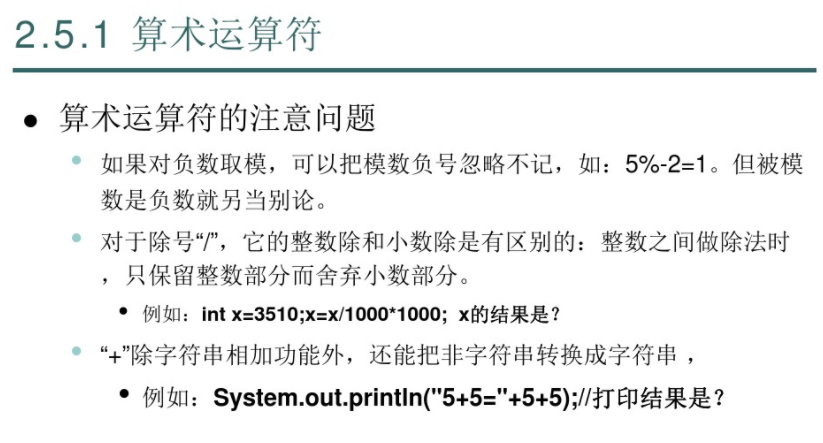 2.5.1 算术运算符
● 算术运算符的注意问题
• 如果对负数取模，可以把模数负号忽略不记，如：5%-2=1。但被模
数是负数就另当别论。
• 对于除号“/”，它的整数除和小数除是有区别的：整数之间做除法时
，只保留整数部分而舍弃小数部分。
• 例如：int x=3510;x=x/1000*1000; x的结果是？
• “+”除字符串相加功能外，还能把非字符串转换成字符串 ，
• 例如：System.out.println("5+5="+5+5);//打印结果是？